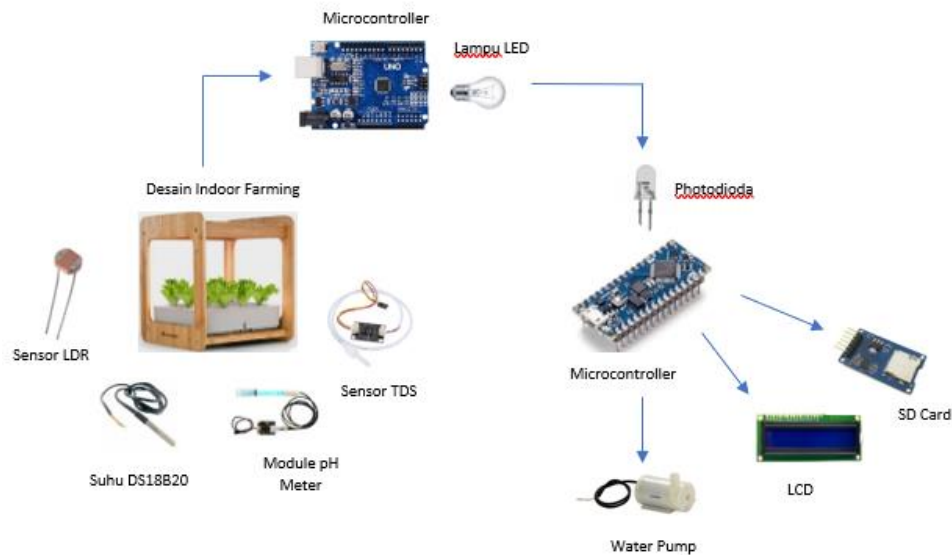 Microcontroller
Lampu LED
UNO
Desain Indoor Farming
Photodioda
Sensor LDR
Sensor TDS
Microcontroller
SD Card
Suhu DS18B20
Module pH
Meter
LCD
Water Pump